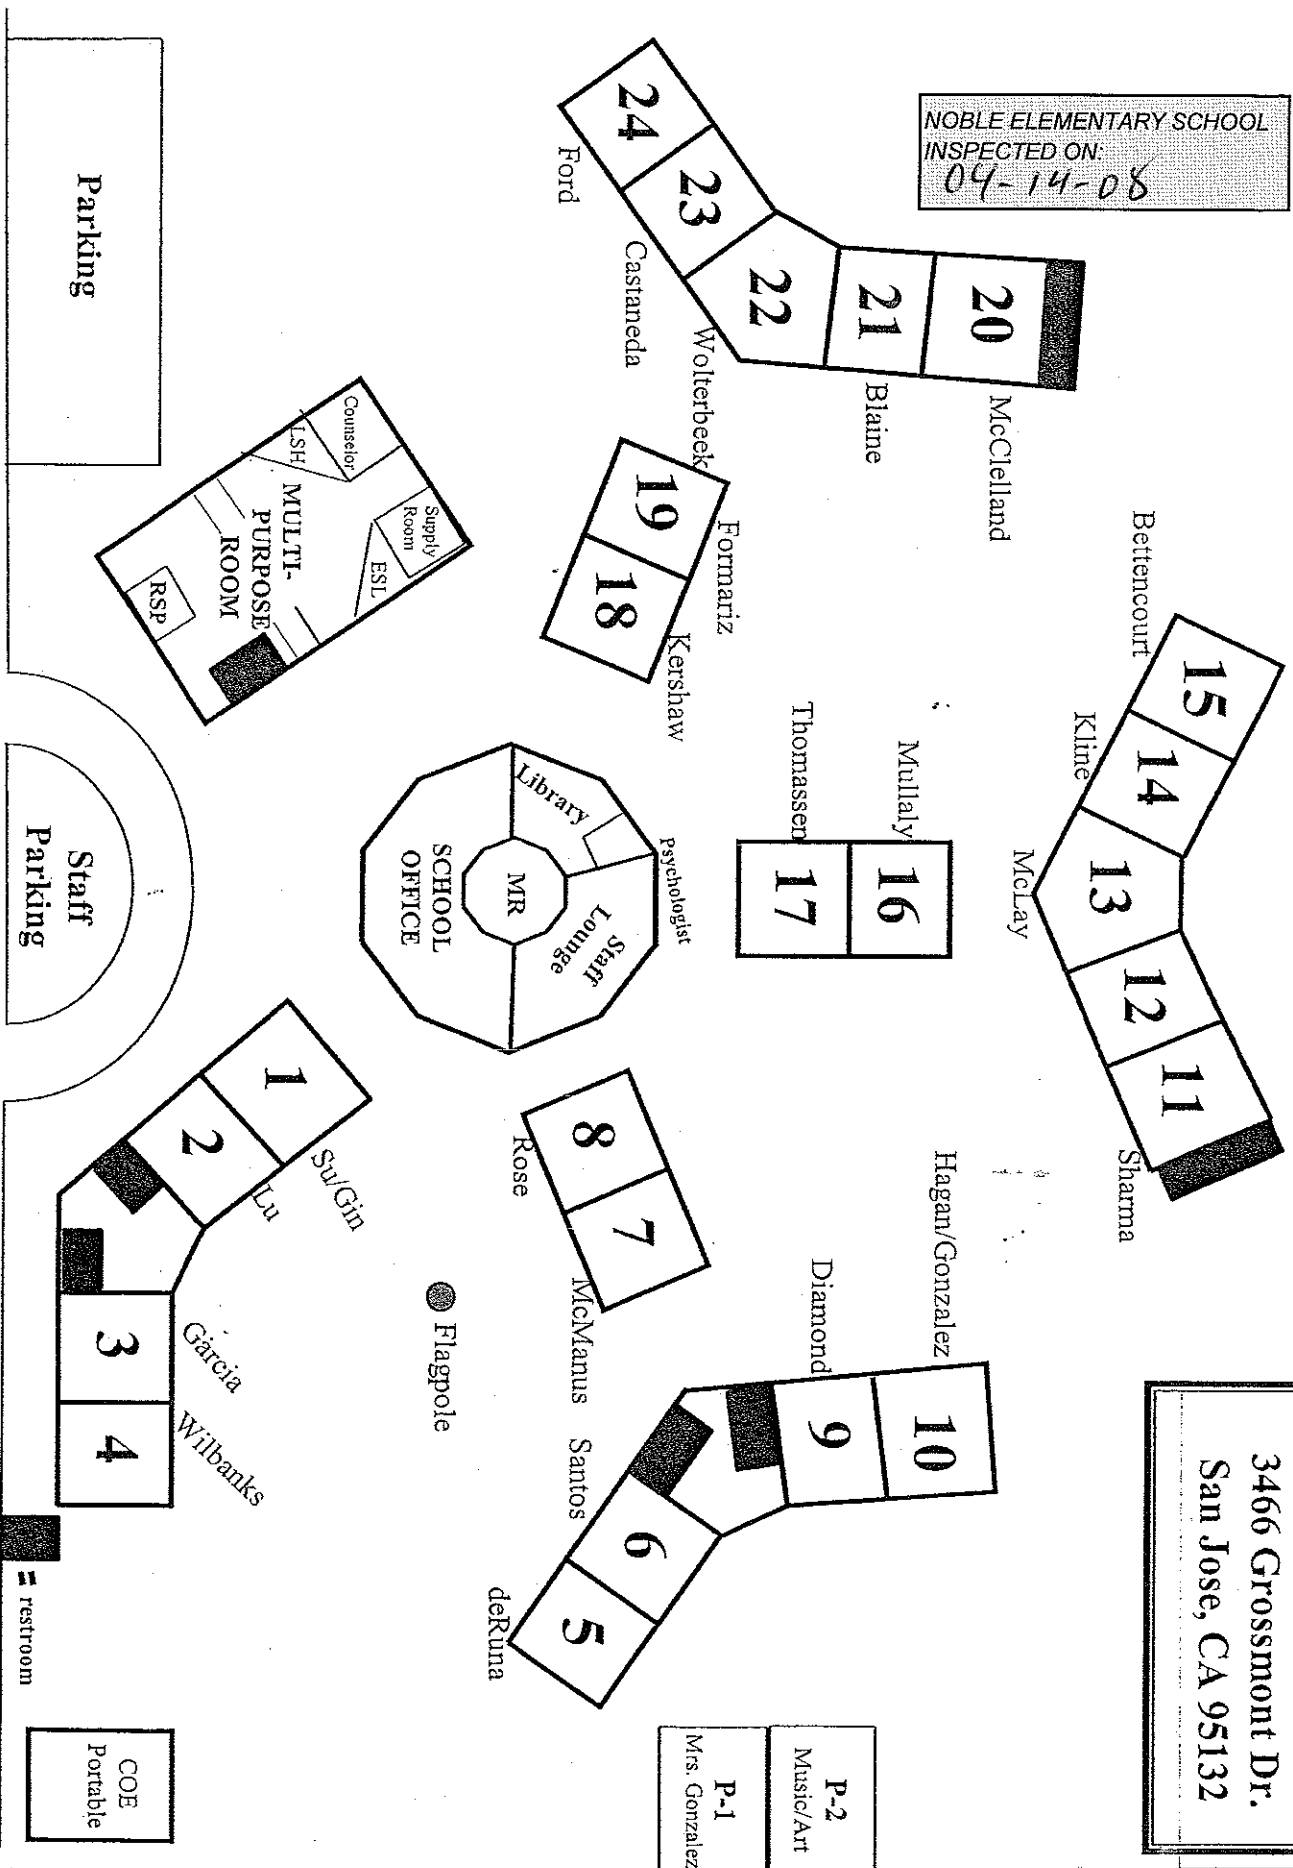 NOBLE ELEMENTARY SCHOOL
INSPECTED ON:
04-14-08
3466 Grossmont Dr.
San Jose, CA 95132
15
Bettencourt
14
Kline
13
McLay
12
11
Sharma
20
McClelland
21
Blaine
22
Wolterbeek
23
Castaneda
24
Ford
19
Formariz
18
Kershaw
16
Mullaly
17
Thomassen
10
Hagan/Gonzalez
9
Diamond
6
Santos
5
deRuna
8
Rose
7
McManus
P-2
Music/Art
P-1
Mrs. Gonzalez
Psychologist
Library
Staff
Lounge
MR
SCHOOL
OFFICE
Flagpole
Counselor
LSH
Supply
Room
ESL
MULTI-
PURPOSE
ROOM
RSP
1
Su/Gin
2
Lu
3
Garcia
4
Wilbanks
Parking
Staff
Parking
= restroom
COE
Portable